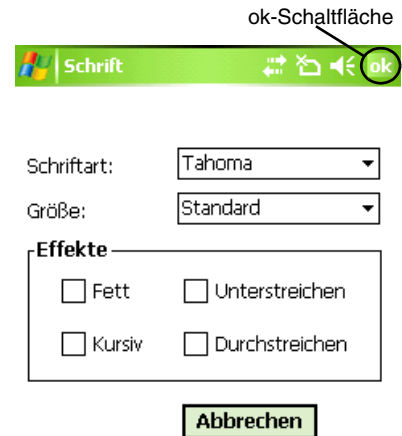 ok-Schaltfläche
Schrift ok
Schriftart: Tahoma
Größe: Standard
Effekte
Fett Unterstreichen
Kursiv Durchstreichen
Abbrechen